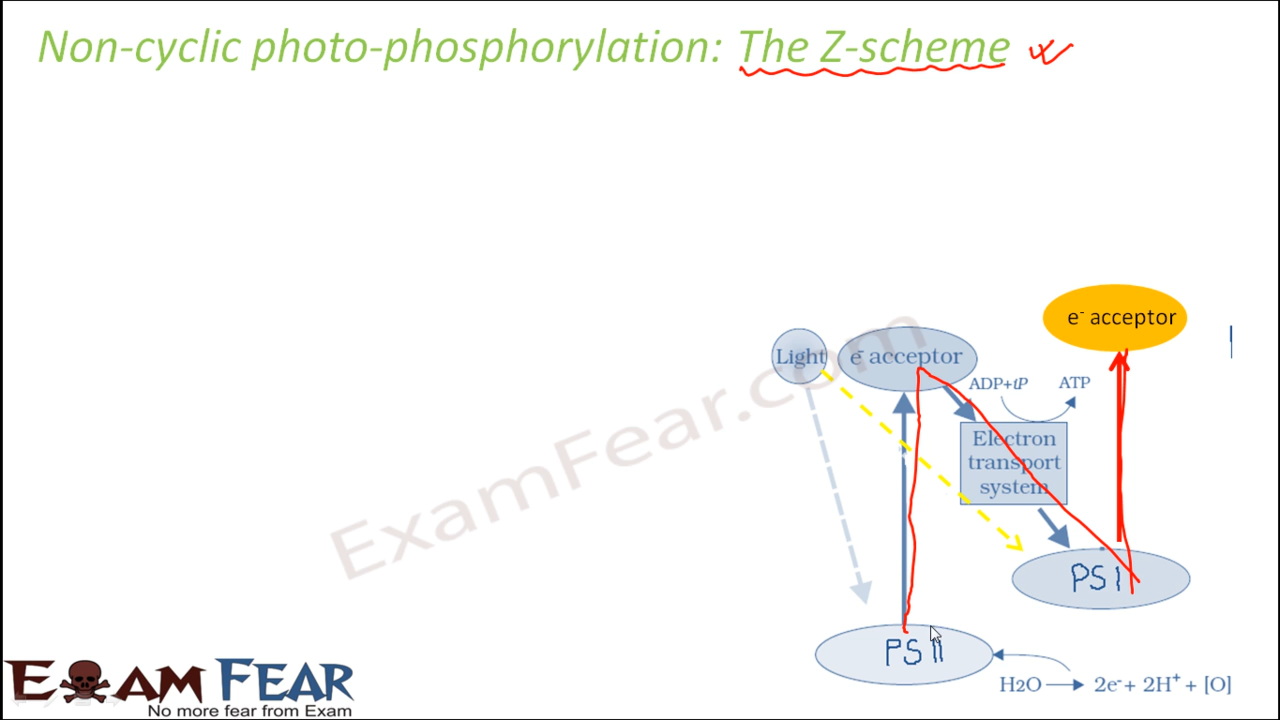 Non-cyclic photo-phosphorylation: The Z-scheme
e⁻ acceptor
Light
e⁻ acceptor
ADP+tP
ATP
Electron
transport
system
PS I
PS II
H2O → 2e⁻ + 2H⁺ + [O]
ExamFear.com
EXAM FEAR
No more fear from Exam